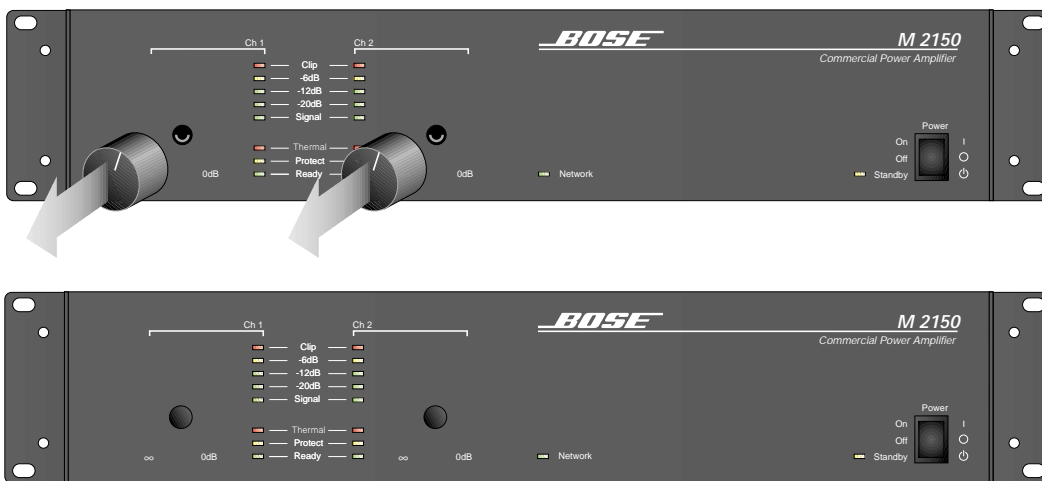 Ch 1 Ch 2
BOSE
M 2150
Commercial Power Amplifier
Clip
-6dB
-12dB
-20dB
Signal
Thermal
Protect
Ready
0dB
0dB
Network
Power
On I
Off
Standby
Ch 1 Ch 2
BOSE
M 2150
Commercial Power Amplifier
Clip
-6dB
-12dB
-20dB
Signal
Thermal
Protect
Ready
∞ 0dB
∞ 0dB
Network
Power
On I
Off
Standby